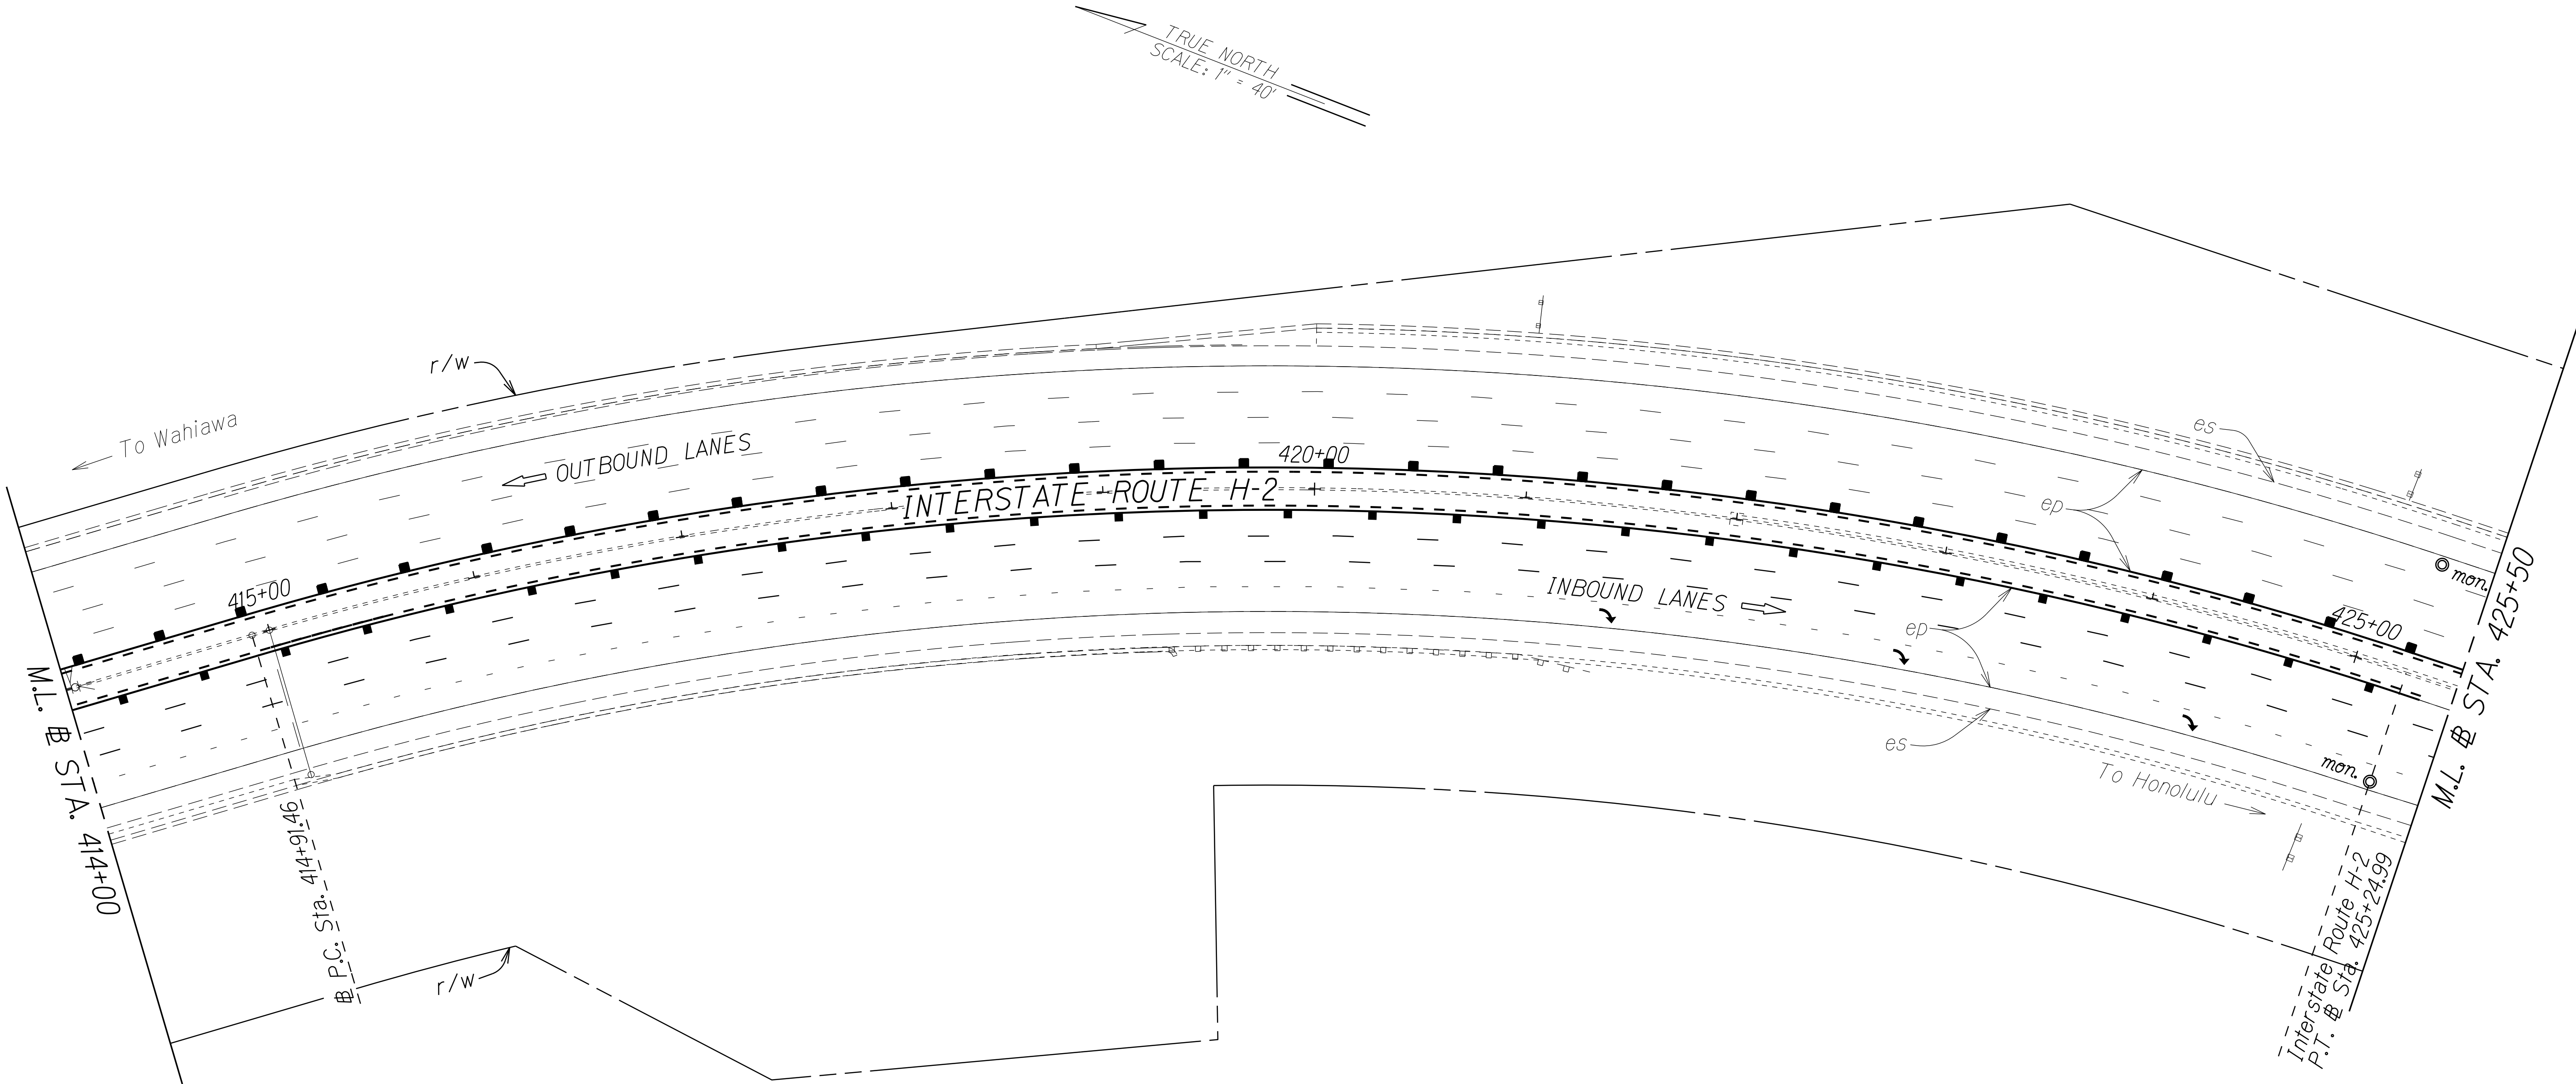 TRUE NORTH
SCALE: 1" = 40'
r/w
To Wahiawa
OUTBOUND LANES
420+00
INTERSTATE ROUTE H-2
415+00
INBOUND LANES
es
ep
ep
es
425+00
mon.
mon.
To Honolulu
M.L. B STA. 414+00
B P.C. Sta. 414+91.46
r/w
M.L. B STA. 425+50
Interstate Route H-2
P.T. B Sta. 425+24.99